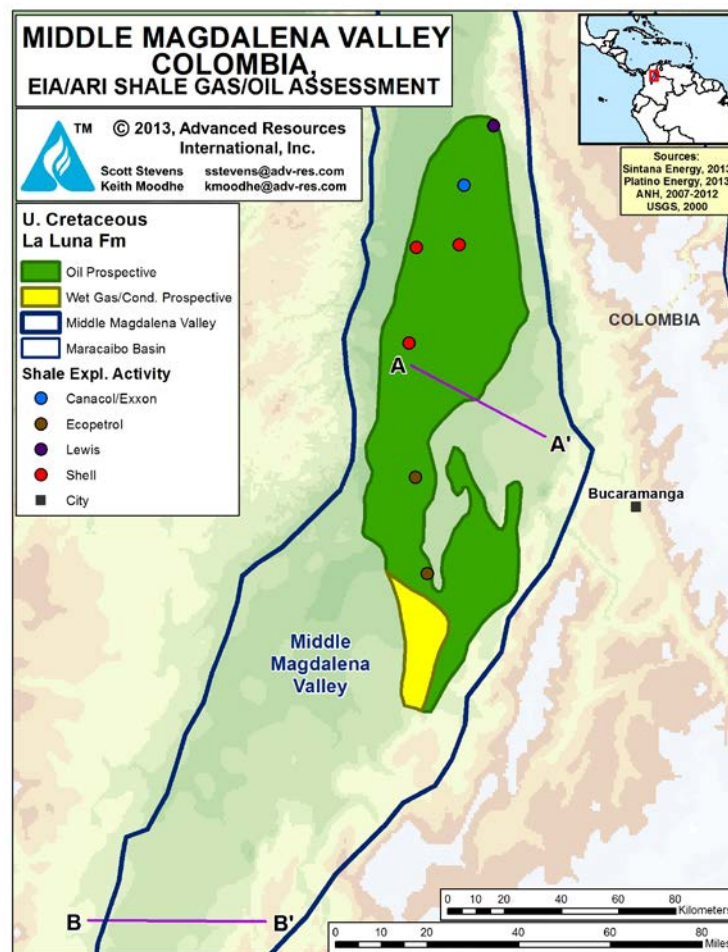 MIDDLE MAGDALENA VALLEY
COLOMBIA,
EIA/ARI SHALE GAS/OIL ASSESSMENT
TM
© 2013, Advanced Resources
International, Inc.
Scott Stevens sstevens@adv-res.com
Keith Moodhe kmoodhe@adv-res.com
Sources:
Sintana Energy, 2013
Platino Energy, 2013
ANH, 2007-2012
USGS, 2000
U. Cretaceous
La Luna Fm
Oil Prospective
Wet Gas/Cond. Prospective
Middle Magdalena Valley
Maracaibo Basin
Shale Expl. Activity
Canacol/Exxon
Ecopetrol
Lewis
Shell
City
COLOMBIA
A
A'
Bucaramanga
Middle
Magdalena
Valley
B
B'
0 10 20 40 60 80
Kilometers
0 10 20 40 60 80
Miles